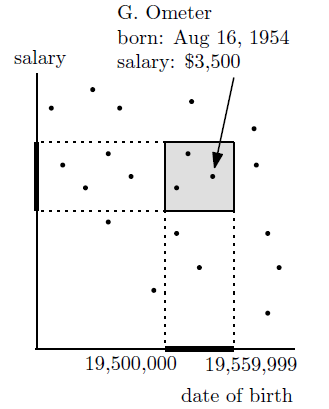 G. Ometer
born: Aug 16, 1954
salary: $3,500
salary
19,500,000 19,559,999
date of birth